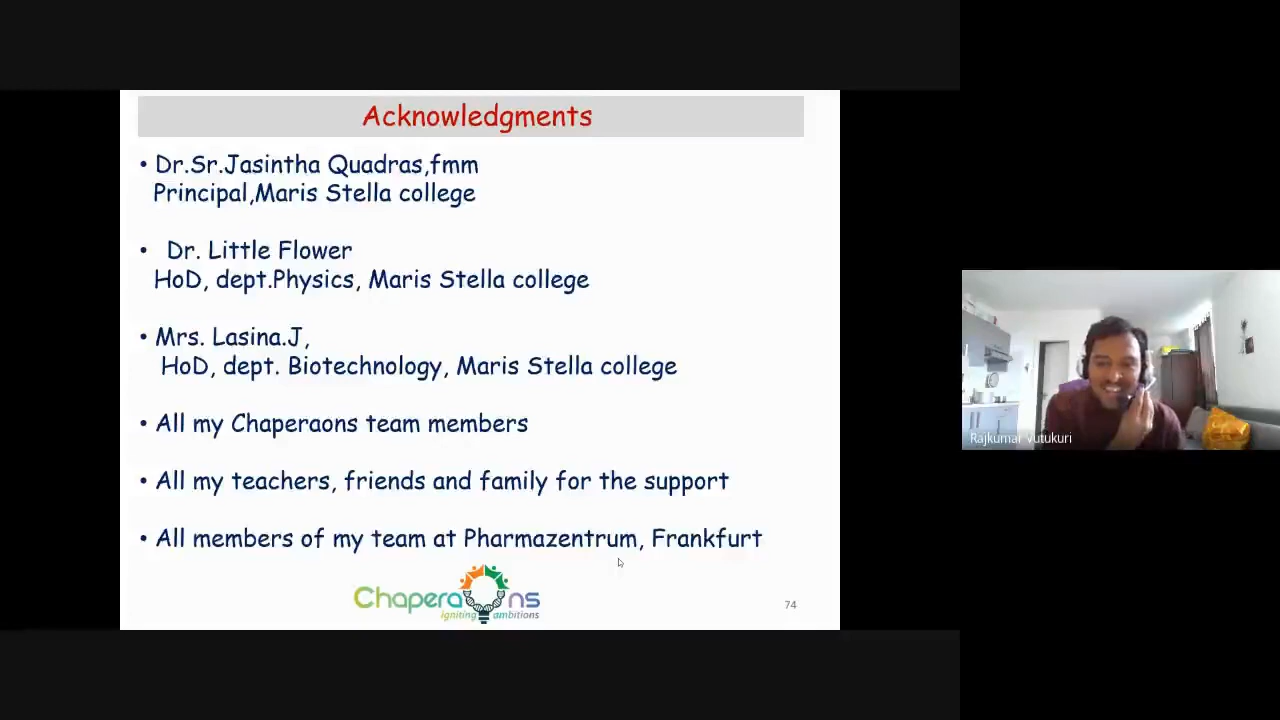 Acknowledgments
• Dr.Sr.Jasintha Quadras,fmm
Principal,Maris Stella college
• Dr. Little Flower
HoD, dept.Physics, Maris Stella college
• Mrs. Lasina.J,
HoD, dept. Biotechnology, Maris Stella college
• All my Chaperaons team members
• All my teachers, friends and family for the support
• All members of my team at Pharmazentrum, Frankfurt
Chaperaons
igniting ambitions
74
Rajkumar Vutukuri